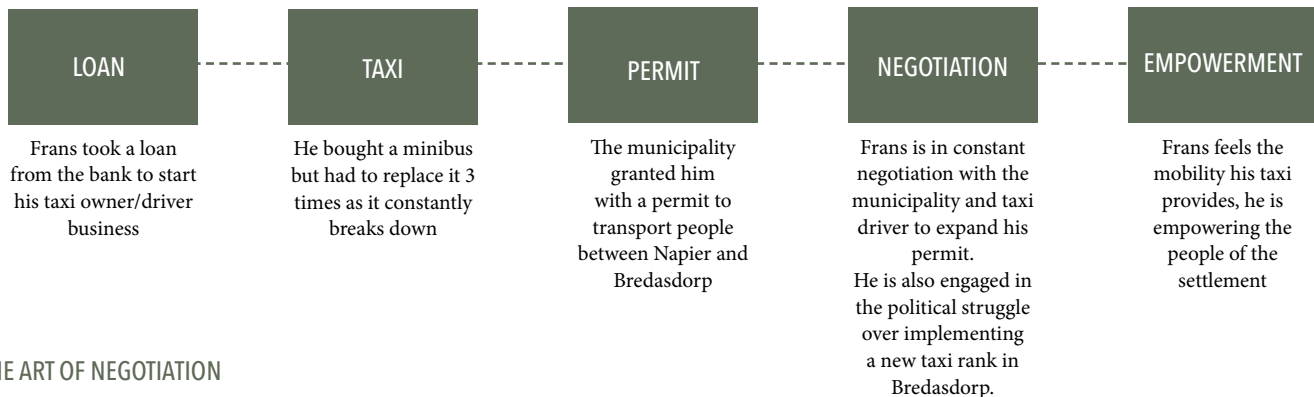 LOAN
Frans took a loan
from the bank to start
his taxi owner/driver
business
TAXI
He bought a minibus
but had to replace it 3
times as it constantly
breaks down
PERMIT
The municipality
granted him
with a permit to
transport people
between Napier and
Bredasdorp
NEGOTIATION
Frans is in constant
negotiation with the
municipality and taxi
driver to expand his
permit.
He is also engaged in
the political struggle
over implementing
a new taxi rank in
Bredasdorp.
EMPOWERMENT
Frans feels the
mobility his taxi
provides, he is
empowering the
people of the
settlement
HE ART OF NEGOTIATION